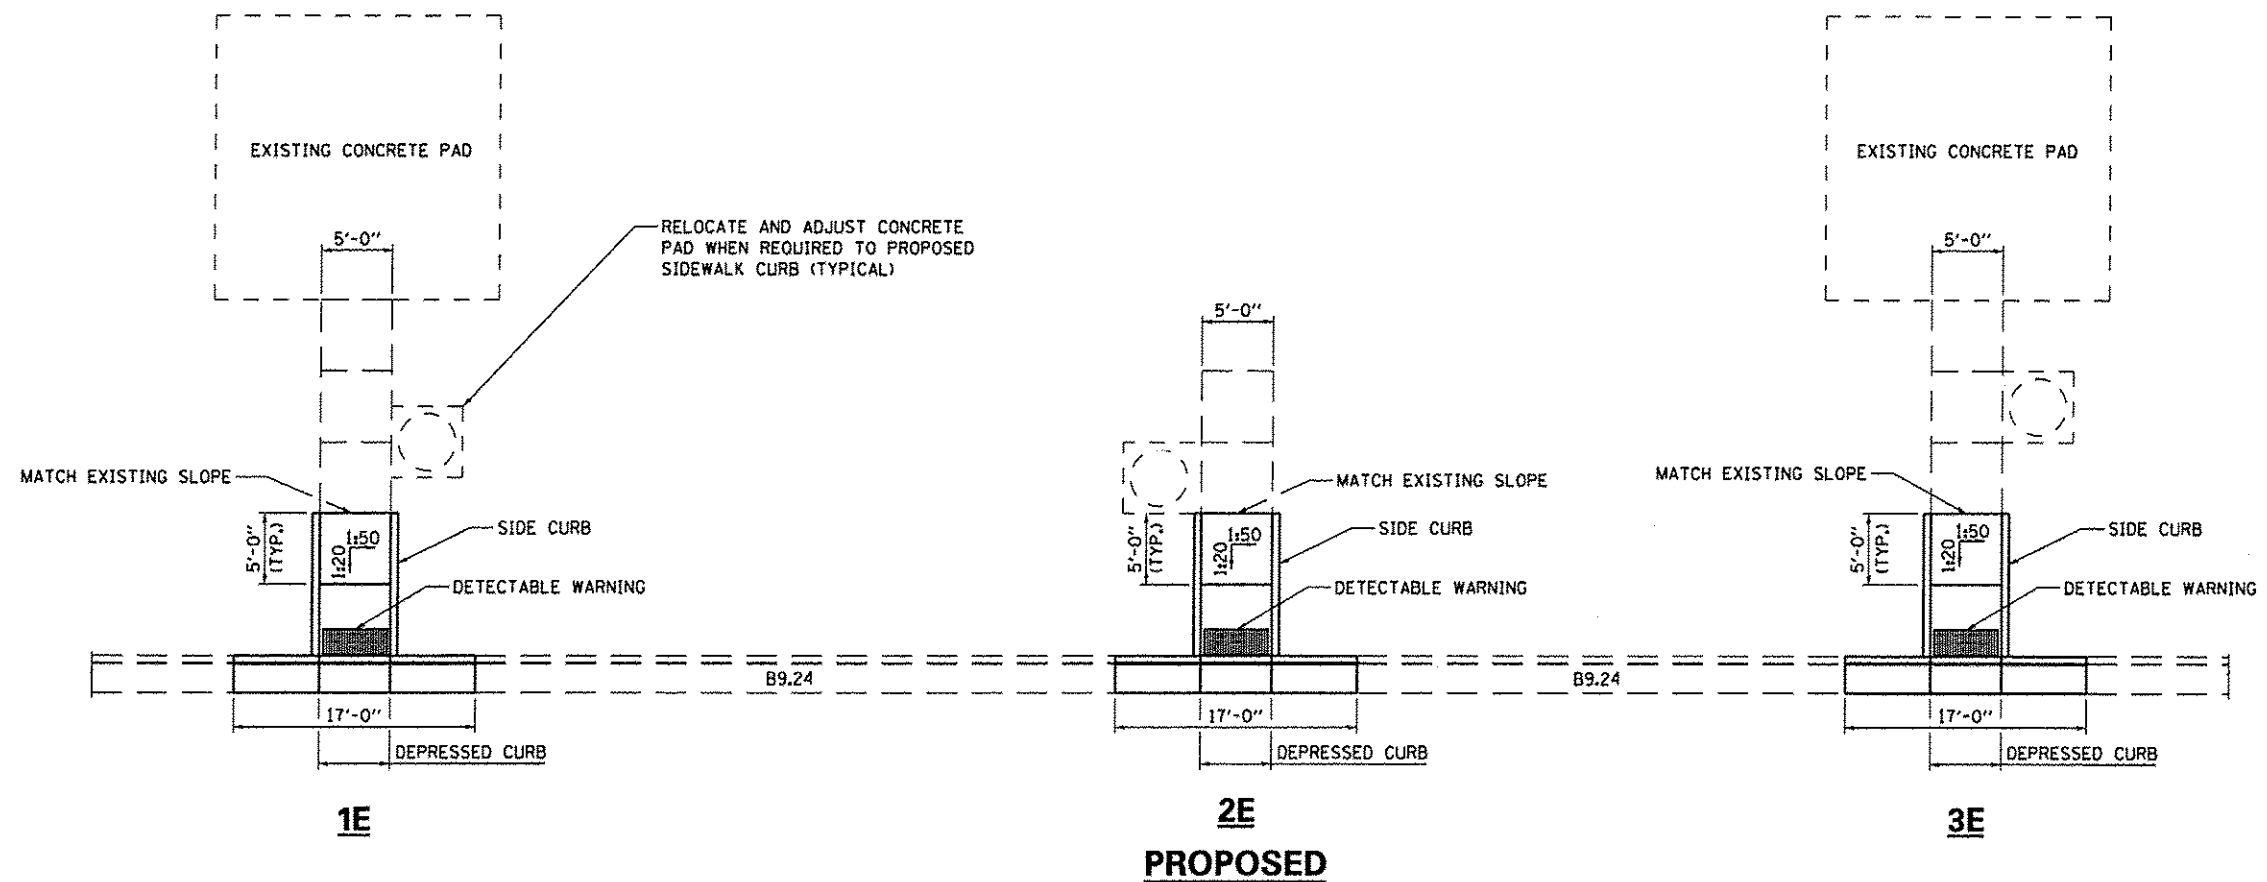 EXISTING CONCRETE PAD
5'-0"
RELOCATE AND ADJUST CONCRETE
PAD WHEN REQUIRED TO PROPOSED
SIDEWALK CURB (TYPICAL)
MATCH EXISTING SLOPE
5'-0"
(TYP.)
1:20
1:50
SIDE CURB
DETECTABLE WARNING
17'-0"
DEPRESSED CURB
1E
B9.24
5'-0"
MATCH EXISTING SLOPE
5'-0"
(TYP.)
1:20
1:50
SIDE CURB
DETECTABLE WARNING
17'-0"
DEPRESSED CURB
2E
B9.24
EXISTING CONCRETE PAD
5'-0"
MATCH EXISTING SLOPE
5'-0"
(TYP.)
1:20
1:50
SIDE CURB
DETECTABLE WARNING
17'-0"
DEPRESSED CURB
3E
PROPOSED